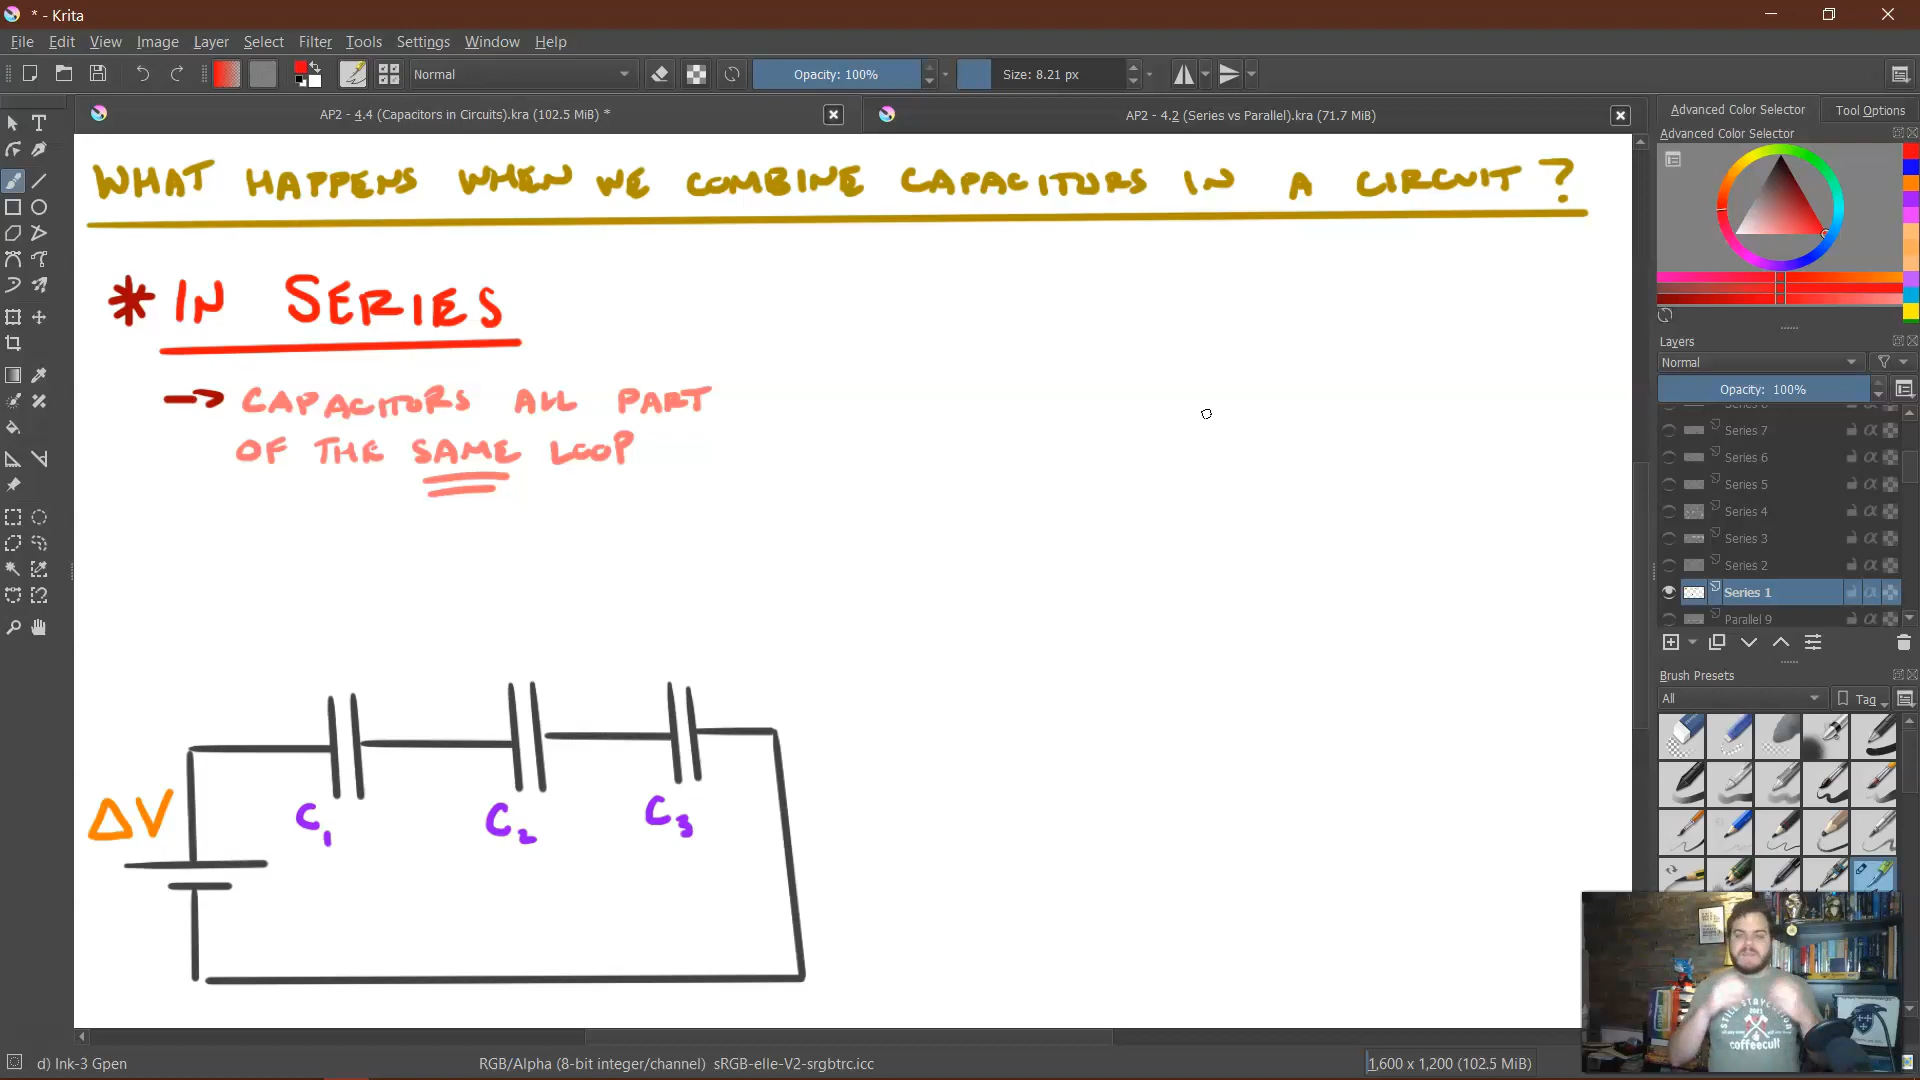 * - Krita
File Edit View Image Layer Select Filter Tools Settings Window Help
Normal Opacity: 100% Size: 8.21 px
AP2 - 4.4 (Capacitors in Circuits).kra (102.5 MiB) * AP2 - 4.2 (Series vs Parallel).kra (71.7 MiB)
Advanced Color Selector Tool Options
Advanced Color Selector
WHAT HAPPENS WHEN WE COMBINE CAPACITORS IN A CIRCUIT?
* IN SERIES
→ CAPACITORS ALL PART
OF THE SAME LOOP
ΔV
C₁ C₂ C₃
Layers
Normal
Opacity: 100%
Series 7
Series 6
Series 5
Series 4
Series 3
Series 2
Series 1
Parallel 9
Brush Presets
All Tag
STILL STAYCATION
2021
coffeecult
d) Ink-3 Gpen RGB/Alpha (8-bit integer/channel) sRGB-elle-V2-srgbtrc.icc 1,600 x 1,200 (102.5 MiB)